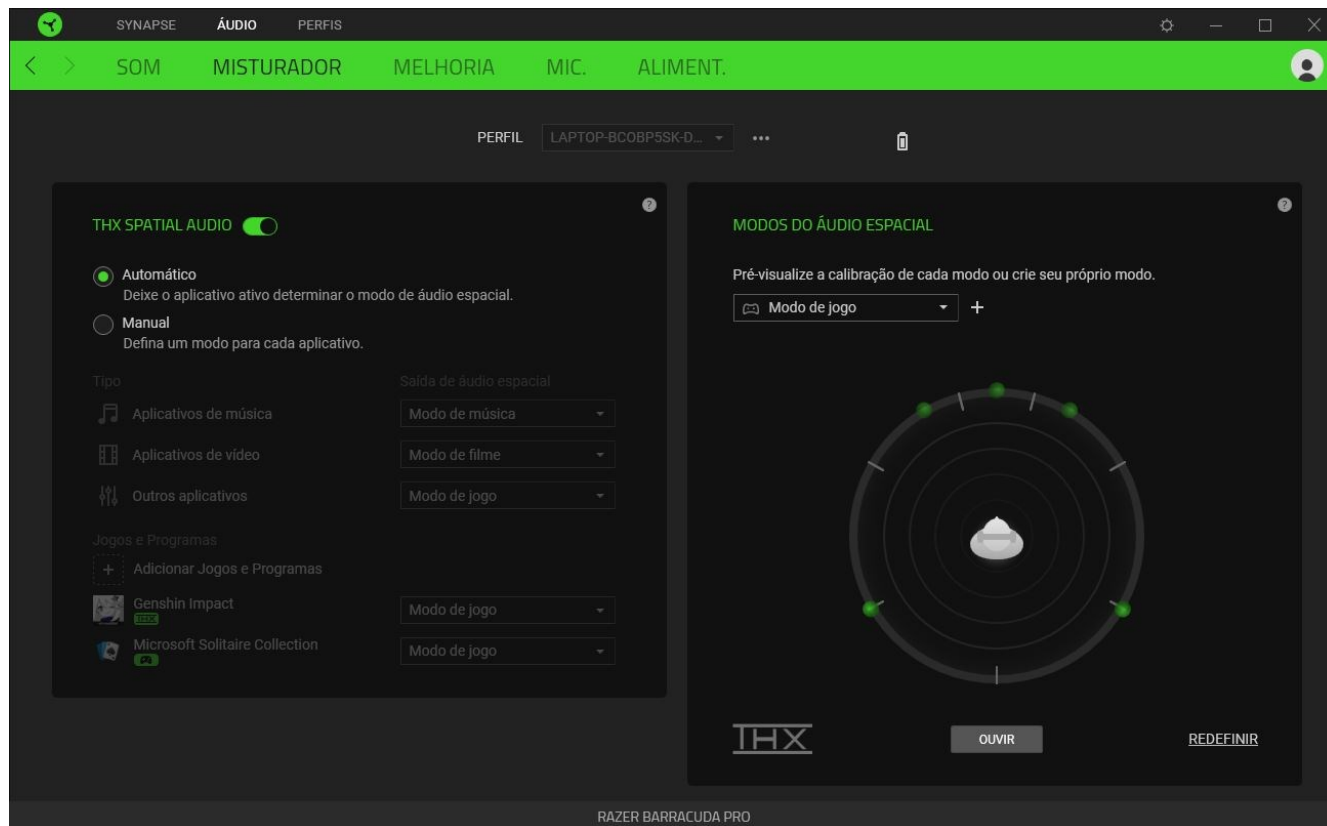 SYNAPSE ÁUDIO PERFIS
SOM MISTURADOR MELHORIA MIC. ALIMENT.
PERFIL LAPTOP-BCOBP5SK-D... •••
THX SPATIAL AUDIO
Automático
Deixe o aplicativo ativo determinar o modo de áudio espacial.
Manual
Defina um modo para cada aplicativo.
Tipo Saída de áudio espacial
Aplicativos de música Modo de música
Aplicativos de vídeo Modo de filme
Outros aplicativos Modo de jogo
Jogos e Programas
+ Adicionar Jogos e Programas
Genshin Impact Modo de jogo
THX
Microsoft Solitaire Collection Modo de jogo
?
MODOS DO ÁUDIO ESPACIAL
?
Pré-visualize a calibração de cada modo ou crie seu próprio modo.
Modo de jogo +
THX OUVIR REDEFINIR
RAZER BARRACUDA PRO